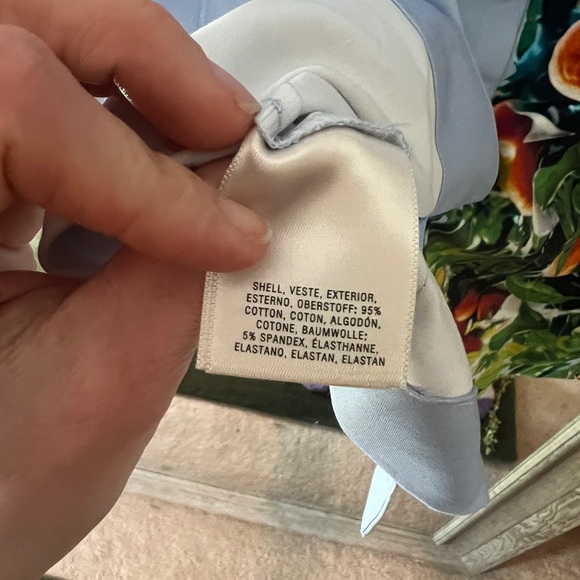 SHELL, VESTE, EXTERIOR,
ESTERNO, OBERSTOFF: 95%
COTTON, COTON, ALGODÓN,
COTONE, BAUMWOLLE;
5% SPANDEX, ÉLASTHANNE,
ELASTANO, ELASTAN, ELASTAN